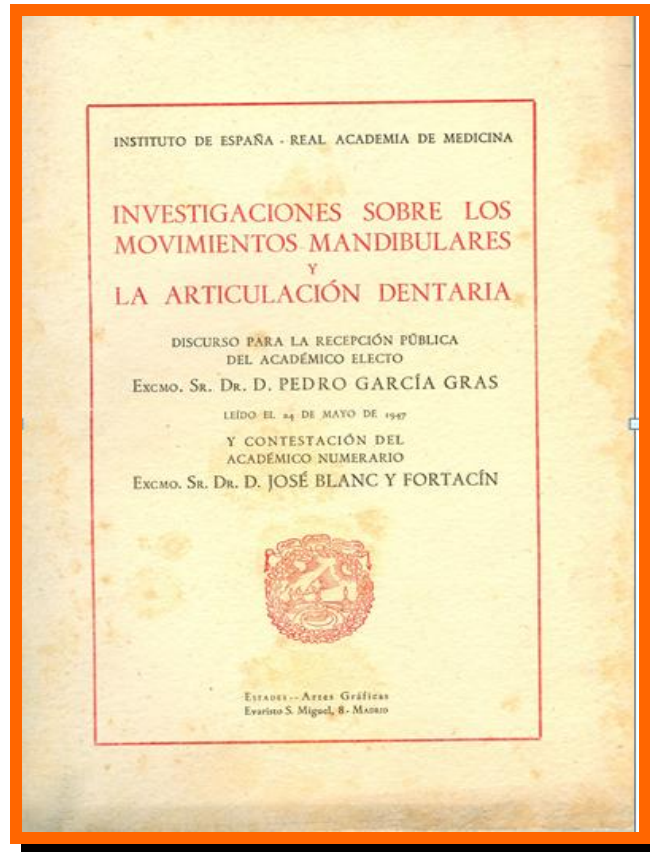 INSTITUTO DE ESPAÑA - REAL ACADEMIA DE MEDICINA
INVESTIGACIONES SOBRE LOS
MOVIMIENTOS MANDIBULARES
Y
LA ARTICULACIÓN DENTARIA
DISCURSO PARA LA RECEPCIÓN PÚBLICA
DEL ACADÉMICO ELECTO
EXCMO. SR. DR. D. PEDRO GARCÍA GRAS
LEÍDO EL 24 DE MAYO DE 1947
Y CONTESTACIÓN DEL
ACADÉMICO NUMERARIO
EXCMO. SR. DR. D. JOSÉ BLANC Y FORTACÍN
ESTADES.-Artes Gráficas
Evaristo S. Miguel, 8 - MADRID